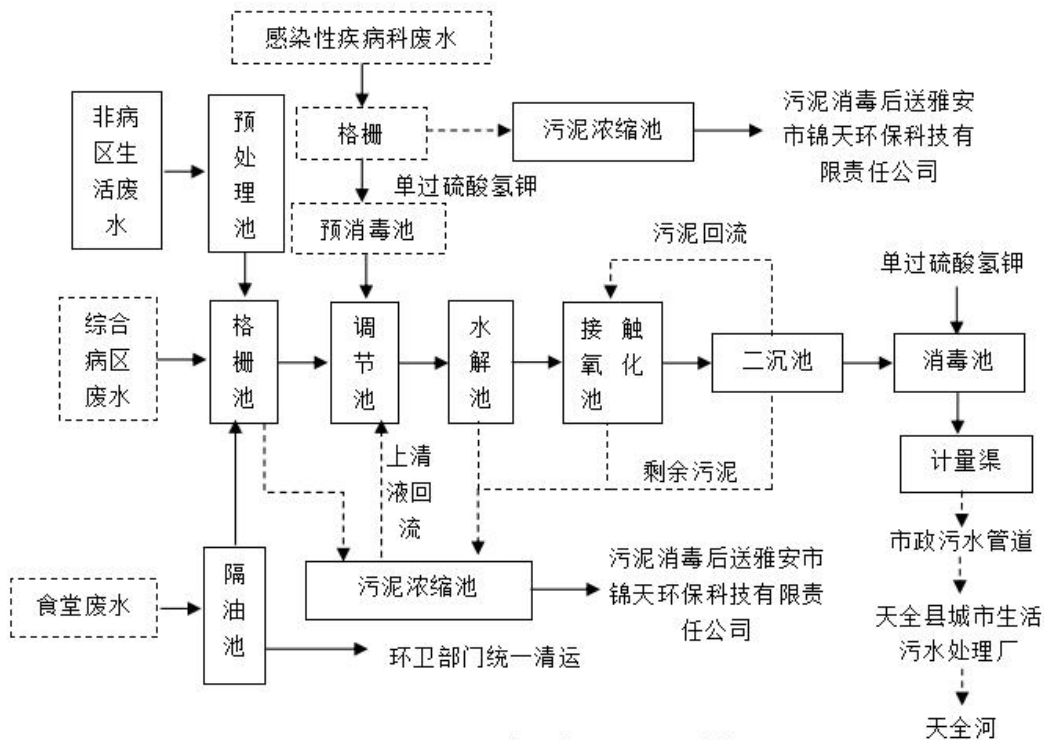 感染性疾病科废水
非病
区生
活废
水
预
处
理
池
格栅
污泥浓缩池
污泥消毒后送雅安
市锦天环保科技有
限责任公司
单过硫酸氢钾
预消毒池
污泥回流
单过硫酸氢钾
综合
病区
废水
格
栅
池
调
节
池
水
解
池
接 触
氧 化
池
二沉池
消毒池
上清
液回
流
剩余污泥
计量渠
市政污水管道
食堂废水
隔
油
池
污泥浓缩池
污泥消毒后送雅安市
锦天环保科技有限责
任公司
环卫部门统一清运
天全县城市生活
污水处理厂
天全河